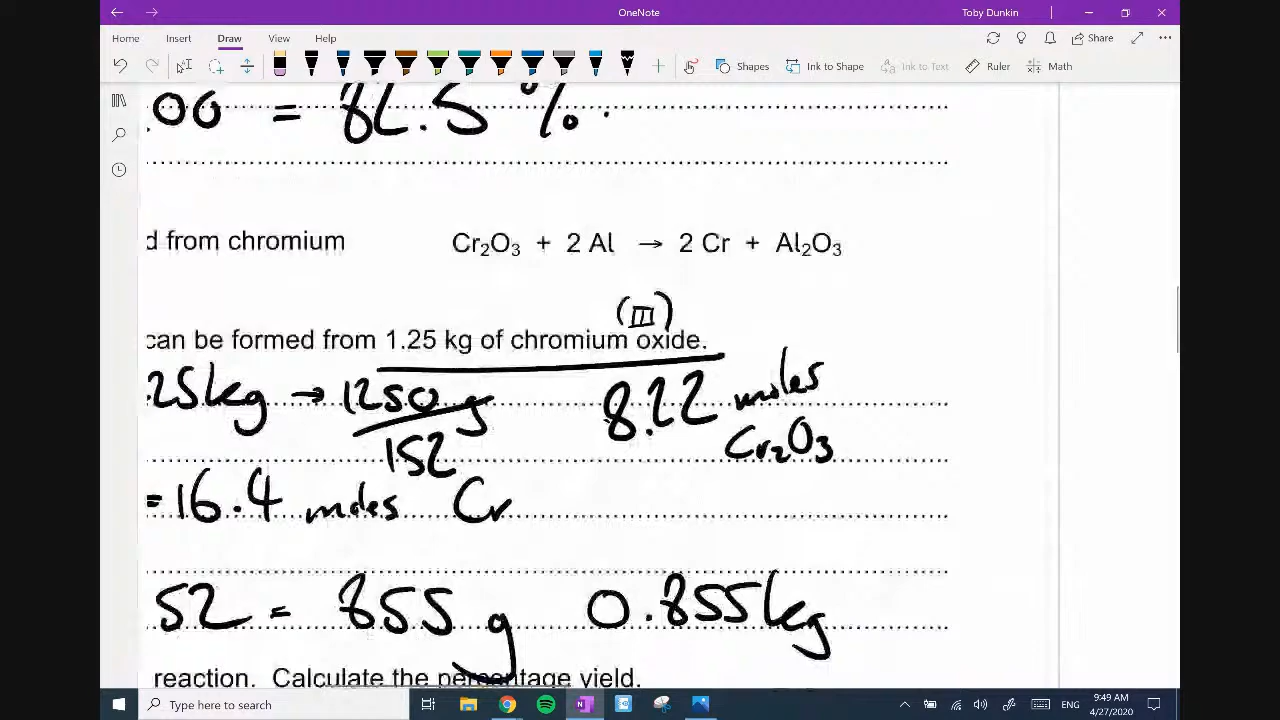 OneNote
Toby Dunkin
Home Insert Draw View Help
Share
Shapes Ink to Shape Ink to Text Ruler Math
.00 = 82.5 %.
d from chromium Cr₂O₃ + 2 Al → 2 Cr + Al₂O₃
(III)
can be formed from 1.25 kg of chromium oxide.
.25kg → 1250 g 8.22 moles
152 Cr₂O₃
= 16.4 moles Cr
52 = 855 g 0.855kg
reaction. Calculate the percentage yield.
Type here to search
ENG
9:49 AM
4/27/2020